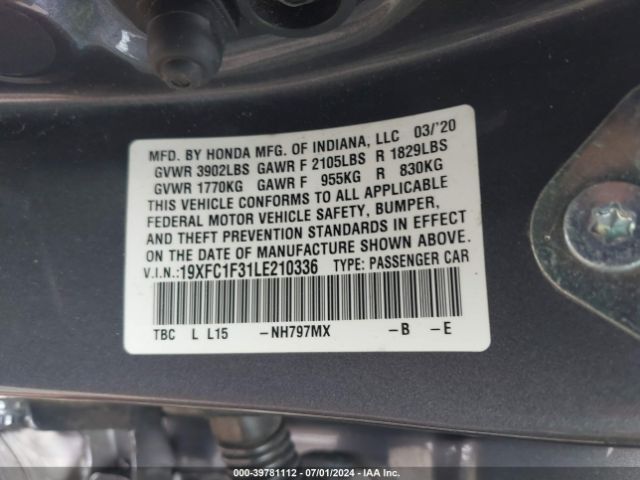 MFD. BY HONDA MFG. OF INDIANA, LLC 03/'20
GVWR 3902LBS GAWR F 2105LBS R 1829LBS
GVWR 1770KG GAWR F 955KG R 830KG
THIS VEHICLE CONFORMS TO ALL APPLICABLE
FEDERAL MOTOR VEHICLE SAFETY, BUMPER,
AND THEFT PREVENTION STANDARDS IN EFFECT
ON THE DATE OF MANUFACTURE SHOWN ABOVE.
V.I.N.:19XFC1F31LE210336 TYPE: PASSENGER CAR
TBC L L15 -NH797MX -B -E
000-39781112 - 07/01/2024 - IAA Inc.